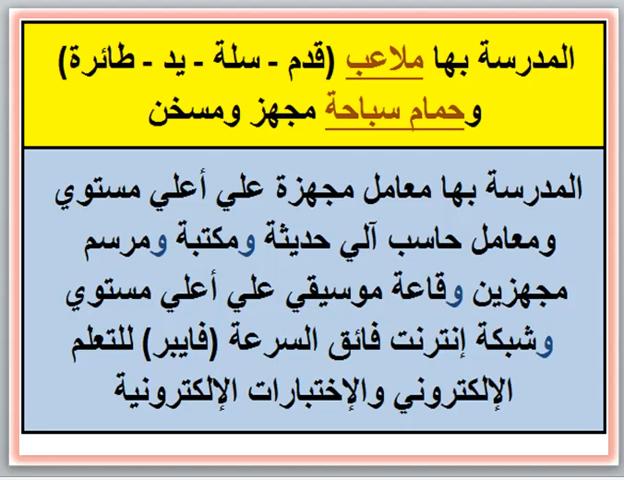 المدرسة بها ملاعب (قدم - سلة - يد - طائرة)
وحمام سباحة مجهز ومسخن
المدرسة بها معامل مجهزة علي أعلي مستوي
ومعامل حاسب آلي حديثة ومكتبة ومرسم
مجهزين وقاعة موسيقي علي أعلي مستوي
وشبكة إنترنت فائق السرعة (فايبر) للتعلم
الإلكتروني والإختبارات الإلكترونية